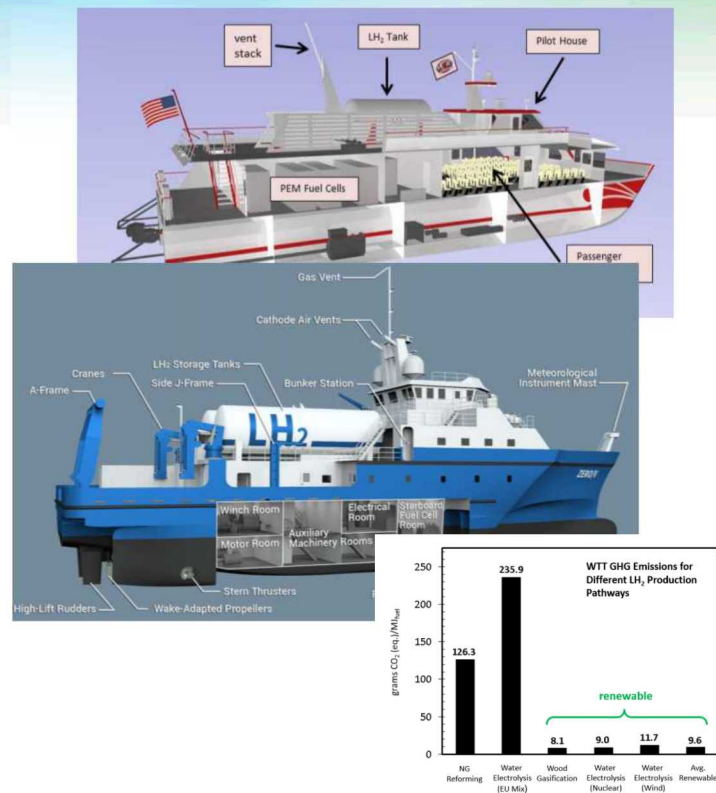 vent
stack
LH₂ Tank
Pilot House
PEM Fuel Cells
Passenger
Gas Vent
Cathode Air Vents
LH₂ Storage Tanks
Cranes
Side J-Frame
Bunker Station
Meteorological
Instrument Mast
A-Frame
LH₂
ZERO/V
Winch Room
Electrical
Room
Starboard
Fuel Cell
Room
Motor Room
Auxiliary
Machinery Rooms
Stern Thrusters
High-Lift Rudders
Wake-Adapted Propellers
WTT GHG Emissions for
Different LH₂ Production
Pathways
grams CO₂ (eq.)/MJfuel
250
200
150
100
50
0
126.3
235.9
renewable
8.1
9.0
11.7
9.6
NG
Reforming
Water
Electrolysis
(EU Mix)
Wood
Gasification
Water
Electrolysis
(Nuclear)
Water
Electrolysis
(Wind)
Avg.
Renewable